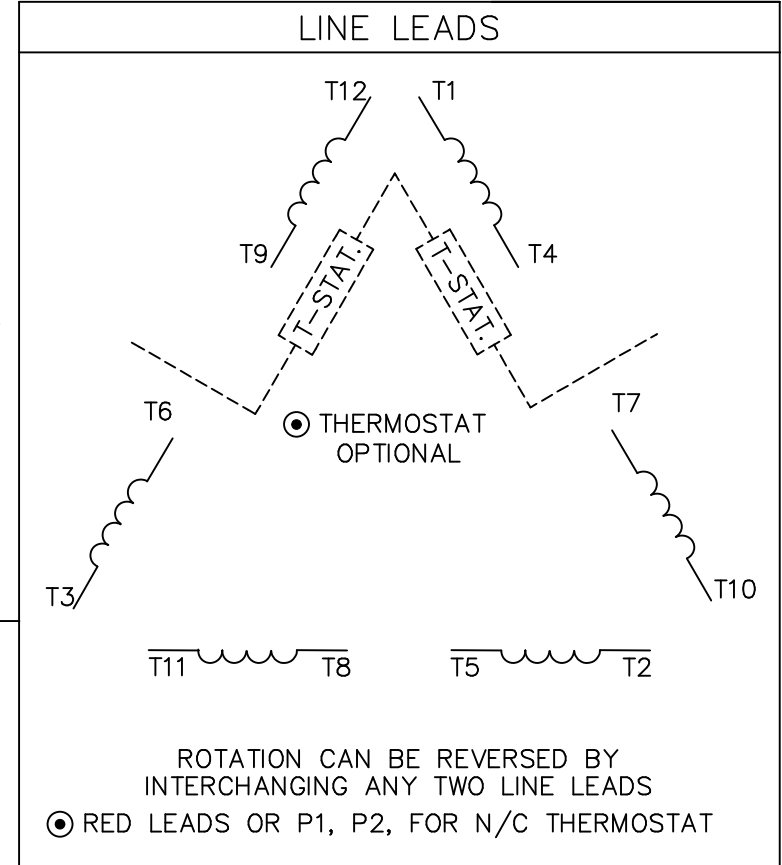 LINE LEADS
T12 T1
T9 T4
T-STAT. T-STAT.
T6 T7
THERMOSTAT
OPTIONAL
T3 T10
T11 T8 T5 T2
ROTATION CAN BE REVERSED BY
INTERCHANGING ANY TWO LINE LEADS
RED LEADS OR P1, P2, FOR N/C THERMOSTAT